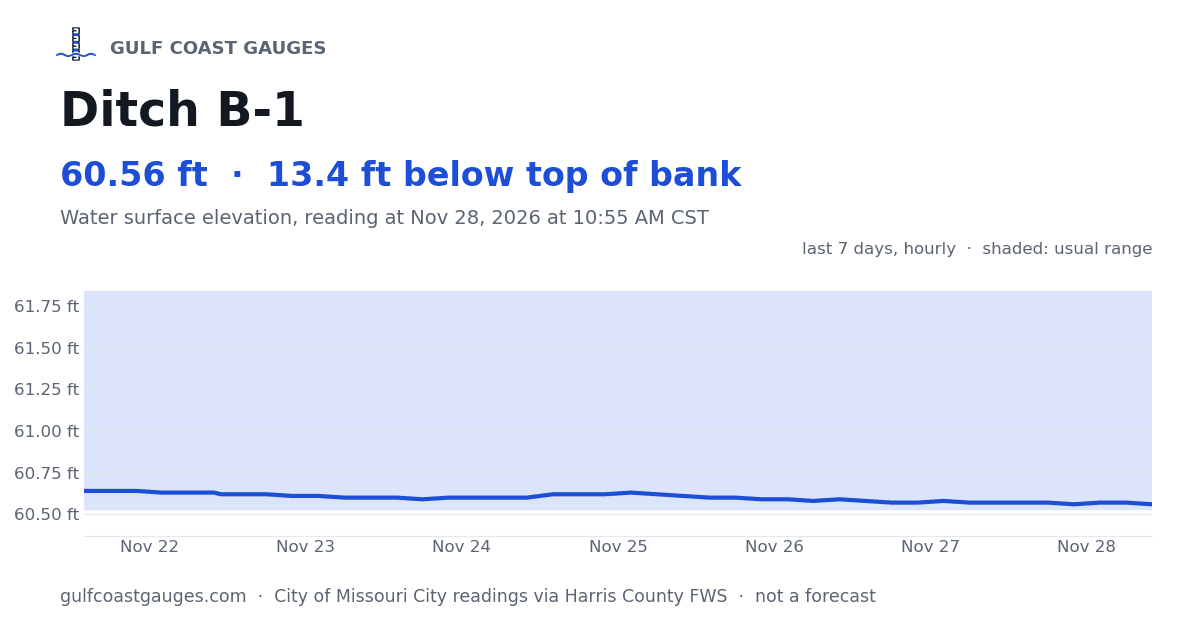 GULF COAST GAUGES
Ditch B-1
60.56 ft · 13.4 ft below top of bank
Water surface elevation, reading at Nov 28, 2026 at 10:55 AM CST
last 7 days, hourly · shaded: usual range
61.75 ft
61.50 ft
61.25 ft
61.00 ft
60.75 ft
60.50 ft
Nov 22 Nov 23 Nov 24 Nov 25 Nov 26 Nov 27 Nov 28
gulfcoastgauges.com · City of Missouri City readings via Harris County FWS · not a forecast